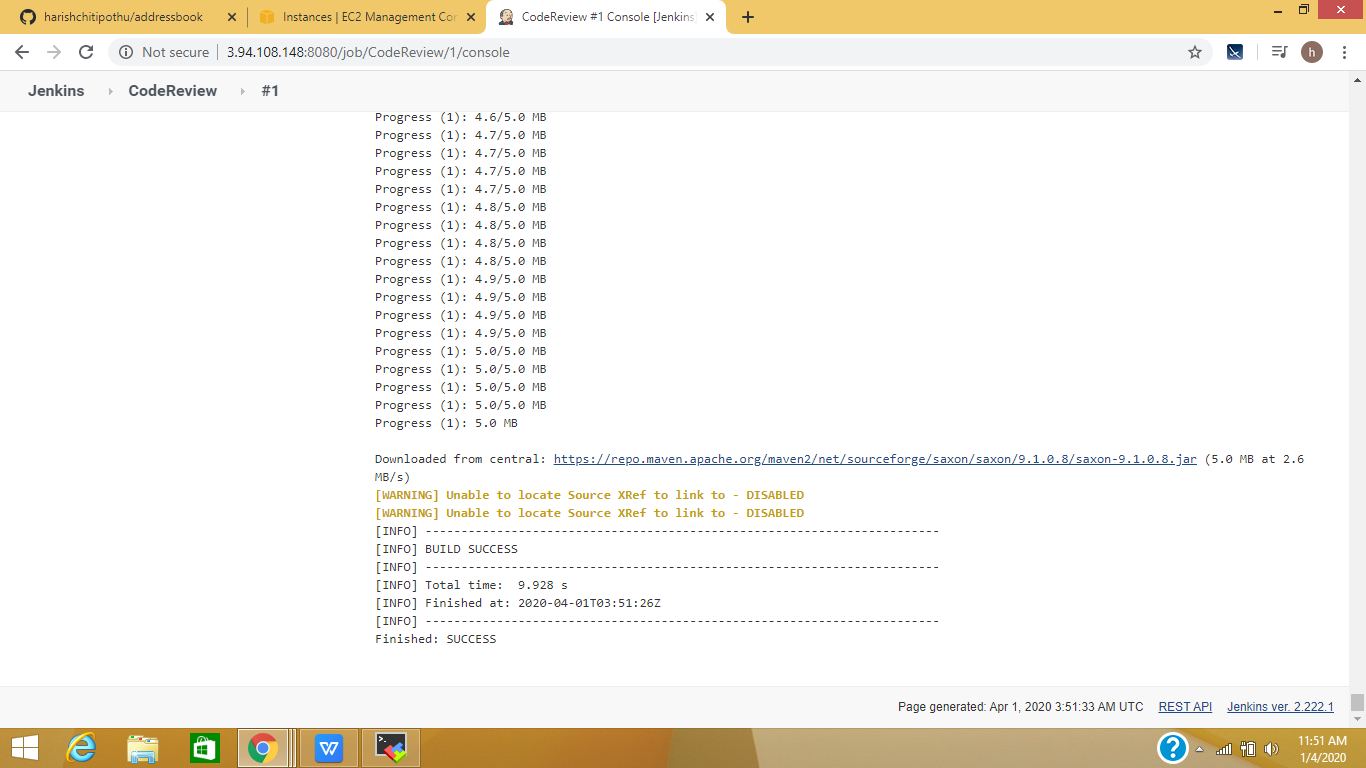 harishchitipothu/addressbook
Instances | EC2 Management Con
CodeReview #1 Console [Jenkins]
Not secure
3.94.108.148:8080/job/CodeReview/1/console
h
Jenkins
CodeReview
#1
Progress (1): 4.6/5.0 MB
Progress (1): 4.7/5.0 MB
Progress (1): 4.7/5.0 MB
Progress (1): 4.7/5.0 MB
Progress (1): 4.7/5.0 MB
Progress (1): 4.8/5.0 MB
Progress (1): 4.8/5.0 MB
Progress (1): 4.8/5.0 MB
Progress (1): 4.8/5.0 MB
Progress (1): 4.9/5.0 MB
Progress (1): 4.9/5.0 MB
Progress (1): 4.9/5.0 MB
Progress (1): 4.9/5.0 MB
Progress (1): 5.0/5.0 MB
Progress (1): 5.0/5.0 MB
Progress (1): 5.0/5.0 MB
Progress (1): 5.0/5.0 MB
Progress (1): 5.0 MB
Downloaded from central: https://repo.maven.apache.org/maven2/net/sourceforge/saxon/saxon/9.1.0.8/saxon-9.1.0.8.jar (5.0 MB at 2.6
MB/s)
[WARNING] Unable to locate Source XRef to link to - DISABLED
[WARNING] Unable to locate Source XRef to link to - DISABLED
[INFO] ------------------------------------------------------------------------
[INFO] BUILD SUCCESS
[INFO] ------------------------------------------------------------------------
[INFO] Total time:  9.928 s
[INFO] Finished at: 2020-04-01T03:51:26Z
[INFO] ------------------------------------------------------------------------
Finished: SUCCESS
Page generated: Apr 1, 2020 3:51:33 AM UTC
REST API
Jenkins ver. 2.222.1
11:51 AM
1/4/2020